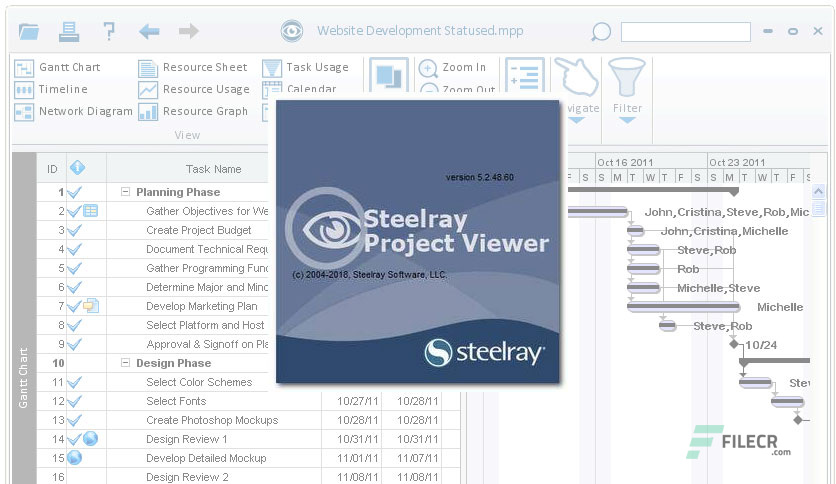 Website Development Statused.mpp
Gantt Chart
Resource Sheet
Task Usage
Zoom In
Timeline
Resource Usage
Calendar
Zoom Out
Network Diagram
Resource Graph
Filter
View
version 5.2.48.60
Steelray
Project Viewer
(c) 2004-2018, Steelray Software, LLC.
steelray
Gantt Chart
ID Task Name
Oct 16 2011 Oct 23 2011
S M T W T F S S M T W T F
1 Planning Phase
2 Gather Objectives for John,Cristina,Steve,Rob,
3 Create Project Budget John,Cristina,Michelle
4 Document Technical Steve,Rob
5 Gather Programming Rob
6 Determine Major and Michelle,Steve
7 Develop Marketing Plan Michelle
8 Select Platform and Host Steve,Rob
9 Approval & Signoff on 10/24
10 Design Phase
11 Select Color Schemes
12 Select Fonts 10/27/11 10/28/11
13 Create Photoshop Mockups 10/28/11 10/28/11
14 Design Review 1 10/31/11 10/31/11
15 Develop Detailed Mockup 11/01/11 11/07/11
16 Design Review 2 11/08/11 11/08/11
FILECR
.com